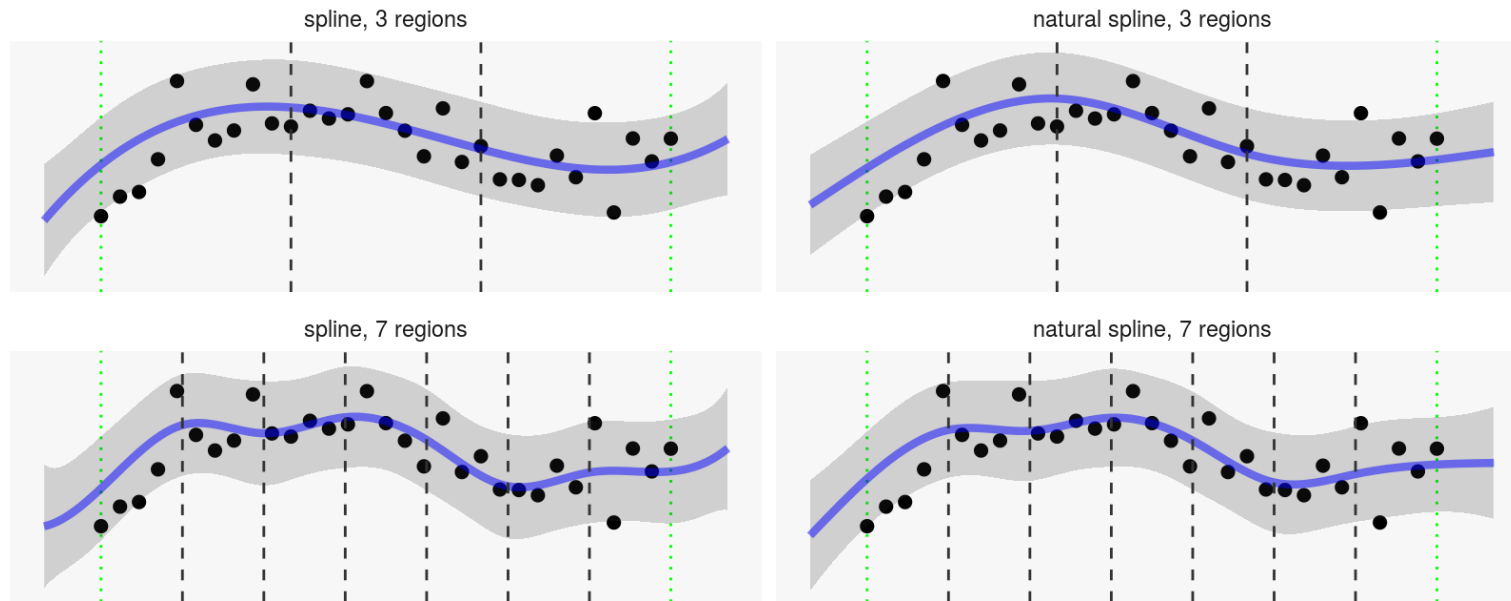 spline, 3 regions
natural spline, 3 regions
spline, 7 regions
natural spline, 7 regions